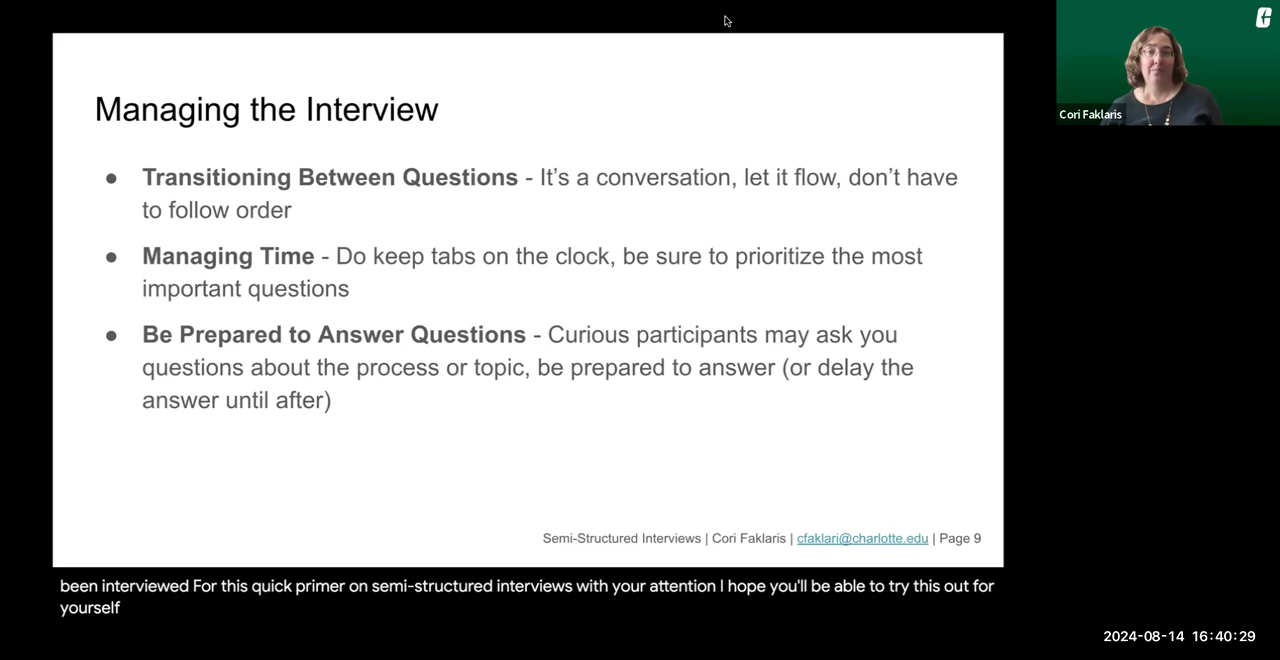 Managing the Interview
● Transitioning Between Questions - It's a conversation, let it flow, don't have
to follow order
● Managing Time - Do keep tabs on the clock, be sure to prioritize the most
important questions
● Be Prepared to Answer Questions - Curious participants may ask you
questions about the process or topic, be prepared to answer (or delay the
answer until after)
Semi-Structured Interviews | Cori Faklaris | cfaklari@charlotte.edu | Page 9
Cori Faklaris
been interviewed For this quick primer on semi-structured interviews with your attention I hope you'll be able to try this out for
yourself
2024-08-14 16:40:29